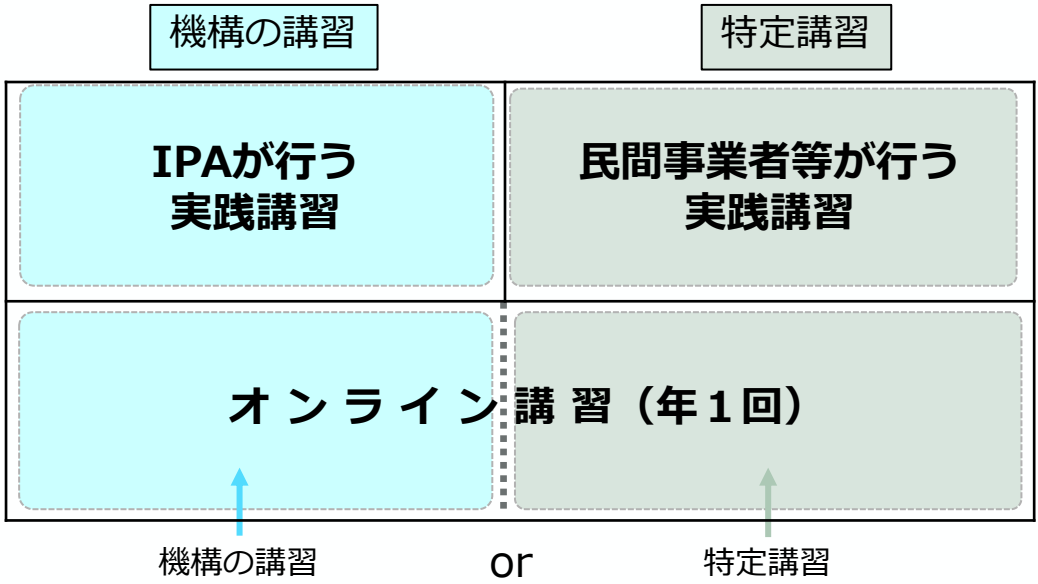 機構の講習
特定講習
IPAが行う
実践講習
民間事業者等が行う
実践講習
オンライン講習（年１回）
機構の講習
or
特定講習